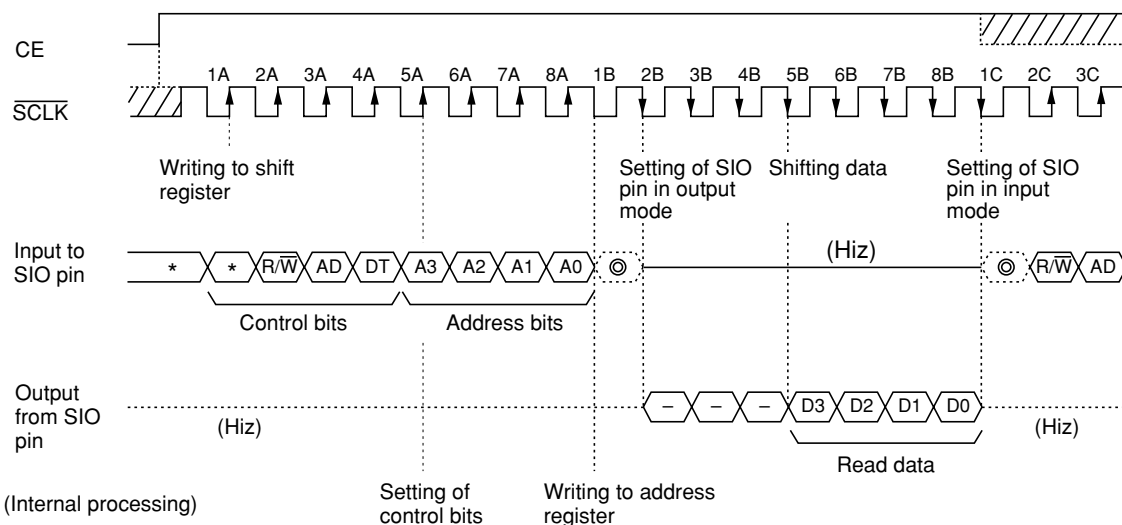 CE
1A 2A 3A 4A 5A 6A 7A 8A 1B 2B 3B 4B 5B 6B 7B 8B 1C 2C 3C
S̅C̅L̅K̅
Writing to shift
register
Setting of SIO
pin in output
mode
Shifting data
Setting of SIO
pin in input
mode
Input to
SIO pin
* * R/W̅ AD DT A3 A2 A1 A0 ◎ (Hiz) ◎ R/W̅ AD
Control bits
Address bits
Output
from SIO
pin
(Hiz)
– – – D3 D2 D1 D0
(Hiz)
Read data
(Internal processing)
Setting of
control bits
Writing to address
register